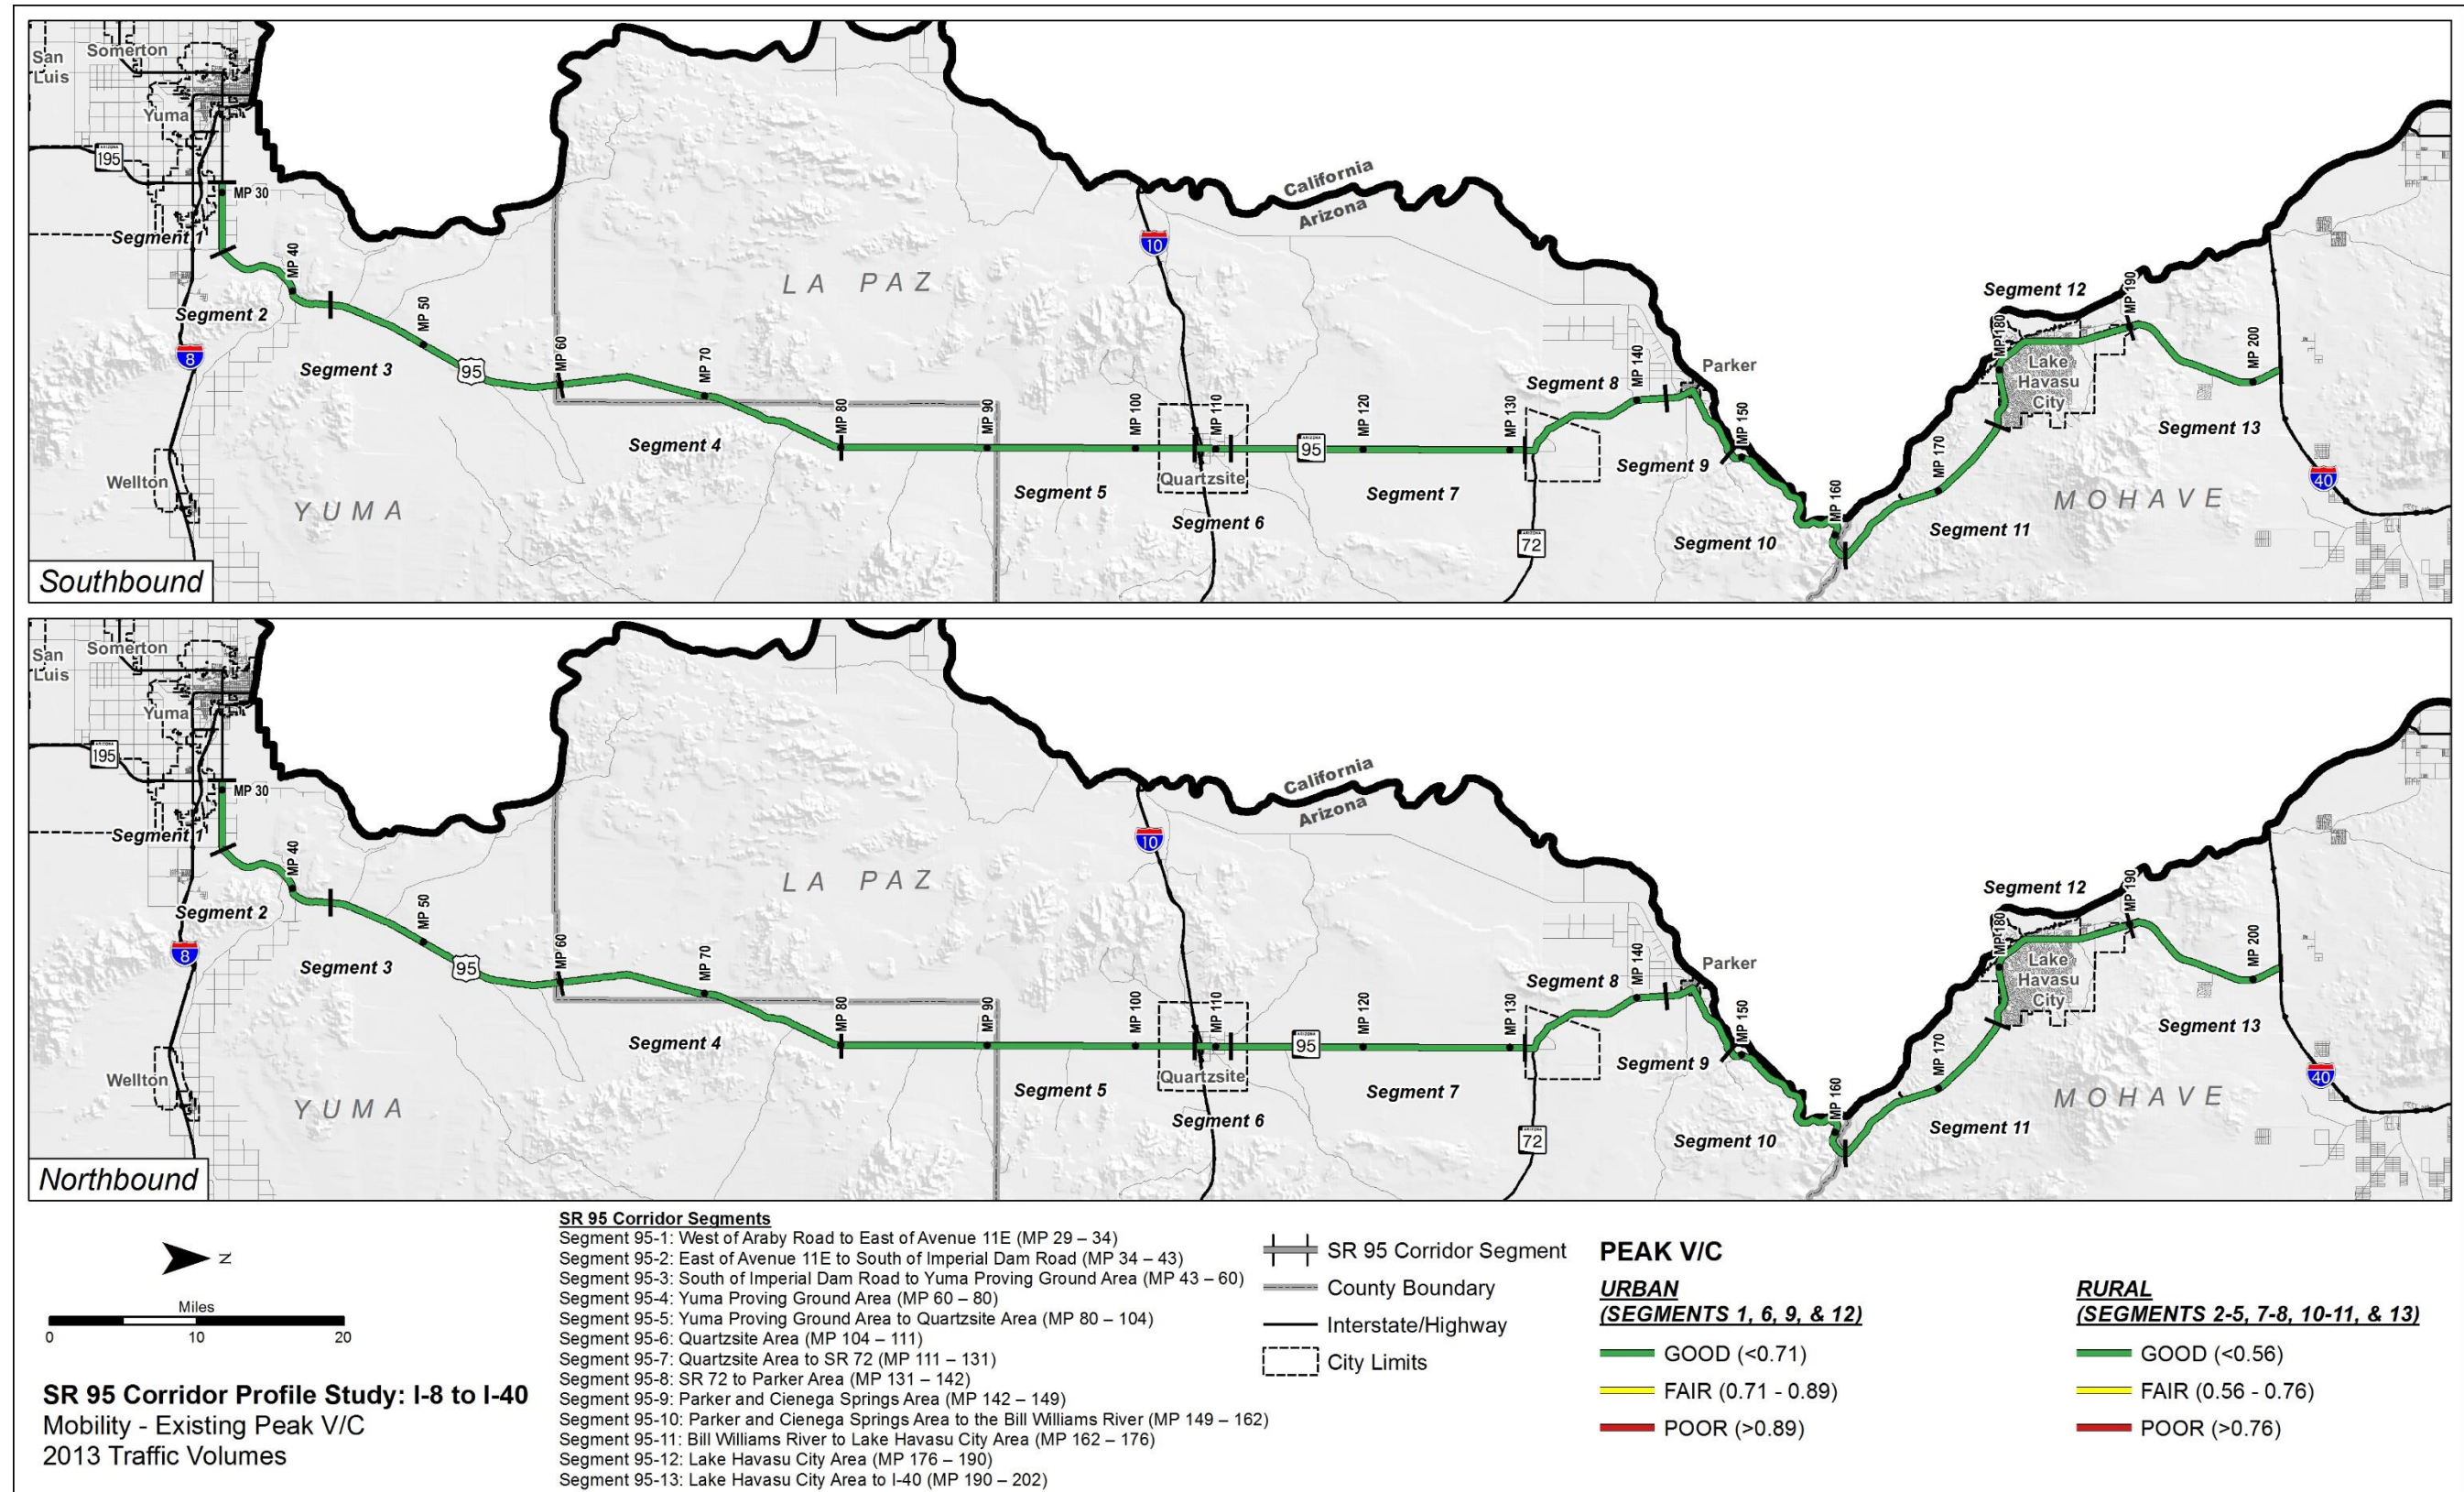 San
Luis
Somerton
Yuma
195
MP 30
Segment 1
MP 40
Segment 2
8
Segment 3
MP 50
95
Wellton
YUMA
MP 60
LA PAZ
MP 70
Segment 4
MP 80
MP 90
Segment 5
MP 100
10
MP 110
Quartzsite
Segment 6
California
Arizona
ARIZONA
95
MP 120
Segment 7
MP 130
ARIZONA
72
Segment 8
MP 140
Parker
Segment 9
MP 150
Segment 10
MP 160
MP 170
Segment 11
Segment 12
MP 180
MP 190
Lake
Havasu
City
MP 200
Segment 13
MOHAVE
40
Southbound
San
Luis
Somerton
Yuma
195
MP 30
Segment 1
MP 40
Segment 2
8
Segment 3
MP 50
95
Wellton
YUMA
MP 60
LA PAZ
MP 70
Segment 4
MP 80
MP 90
Segment 5
MP 100
10
MP 110
Quartzsite
Segment 6
California
Arizona
ARIZONA
95
MP 120
Segment 7
MP 130
ARIZONA
72
Segment 8
MP 140
Parker
Segment 9
MP 150
Segment 10
MP 160
MP 170
Segment 11
Segment 12
MP 180
MP 190
Lake
Havasu
City
MP 200
Segment 13
MOHAVE
40
Northbound
N
Miles
0 10 20
SR 95 Corridor Profile Study: I-8 to I-40
Mobility - Existing Peak V/C
2013 Traffic Volumes
SR 95 Corridor Segments
Segment 95-1: West of Araby Road to East of Avenue 11E (MP 29 – 34)
Segment 95-2: East of Avenue 11E to South of Imperial Dam Road (MP 34 – 43)
Segment 95-3: South of Imperial Dam Road to Yuma Proving Ground Area (MP 43 – 60)
Segment 95-4: Yuma Proving Ground Area (MP 60 – 80)
Segment 95-5: Yuma Proving Ground Area to Quartzsite Area (MP 80 – 104)
Segment 95-6: Quartzsite Area (MP 104 – 111)
Segment 95-7: Quartzsite Area to SR 72 (MP 111 – 131)
Segment 95-8: SR 72 to Parker Area (MP 131 – 142)
Segment 95-9: Parker and Cienega Springs Area (MP 142 – 149)
Segment 95-10: Parker and Cienega Springs Area to the Bill Williams River (MP 149 – 162)
Segment 95-11: Bill Williams River to Lake Havasu City Area (MP 162 – 176)
Segment 95-12: Lake Havasu City Area (MP 176 – 190)
Segment 95-13: Lake Havasu City Area to I-40 (MP 190 – 202)
SR 95 Corridor Segment
County Boundary
Interstate/Highway
City Limits
PEAK V/C
URBAN
(SEGMENTS 1, 6, 9, & 12)
GOOD (<0.71)
FAIR (0.71 - 0.89)
POOR (>0.89)
RURAL
(SEGMENTS 2-5, 7-8, 10-11, & 13)
GOOD (<0.56)
FAIR (0.56 - 0.76)
POOR (>0.76)